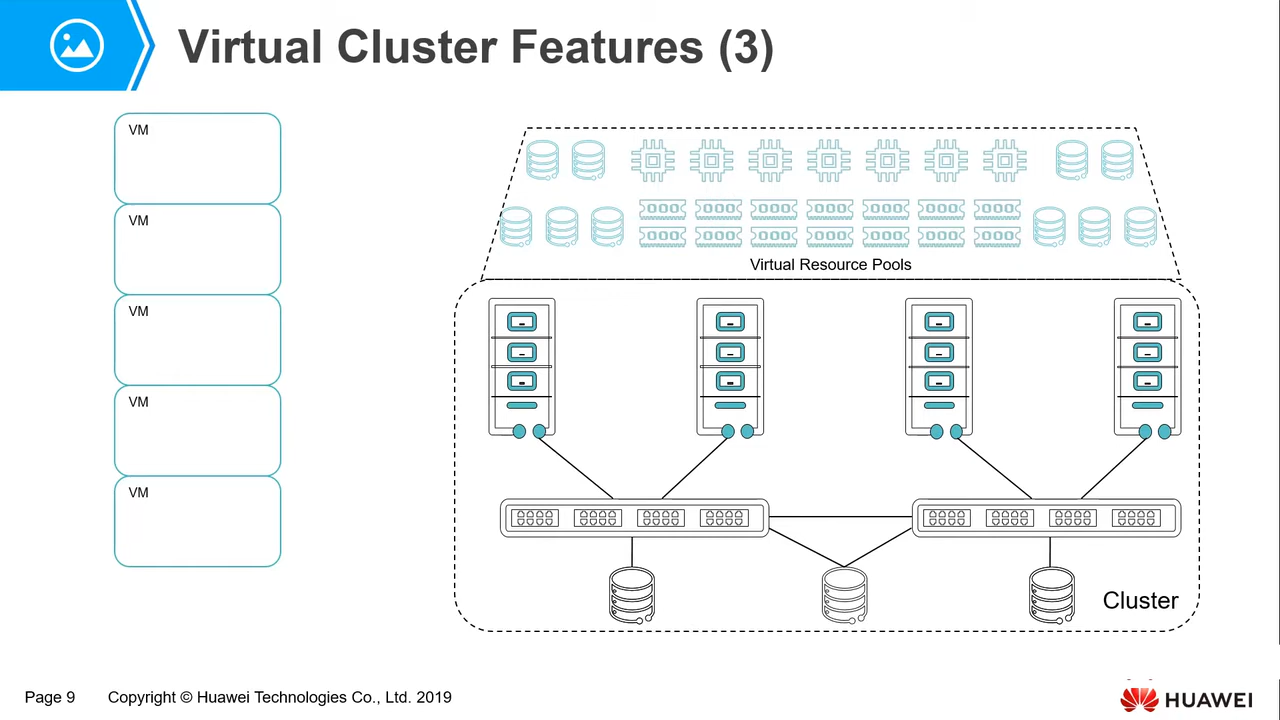 Virtual Cluster Features (3)
VM
VM
VM
VM
VM
Virtual Resource Pools
Cluster
Page 9 Copyright © Huawei Technologies Co., Ltd. 2019
HUAWEI